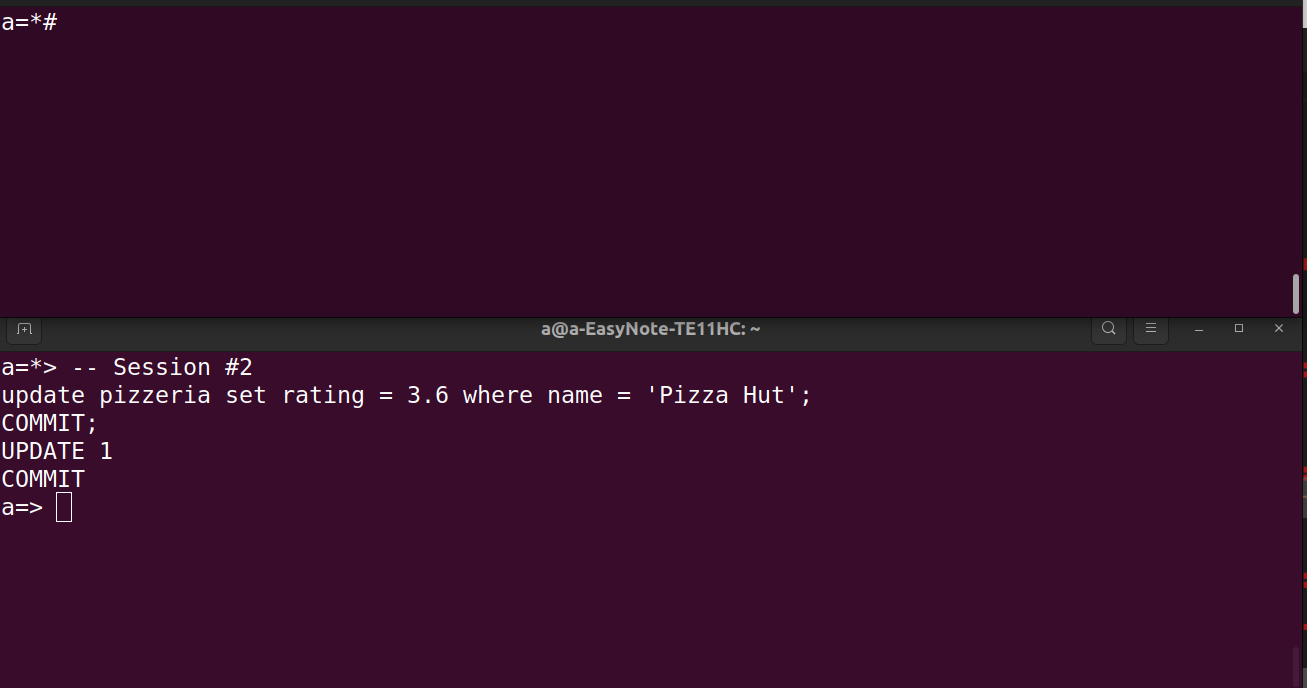 a=*#
a@a-EasyNote-TE11HC: ~
a=*> -- Session #2
update pizzeria set rating = 3.6 where name = 'Pizza Hut';
COMMIT;
UPDATE 1
COMMIT
a=>